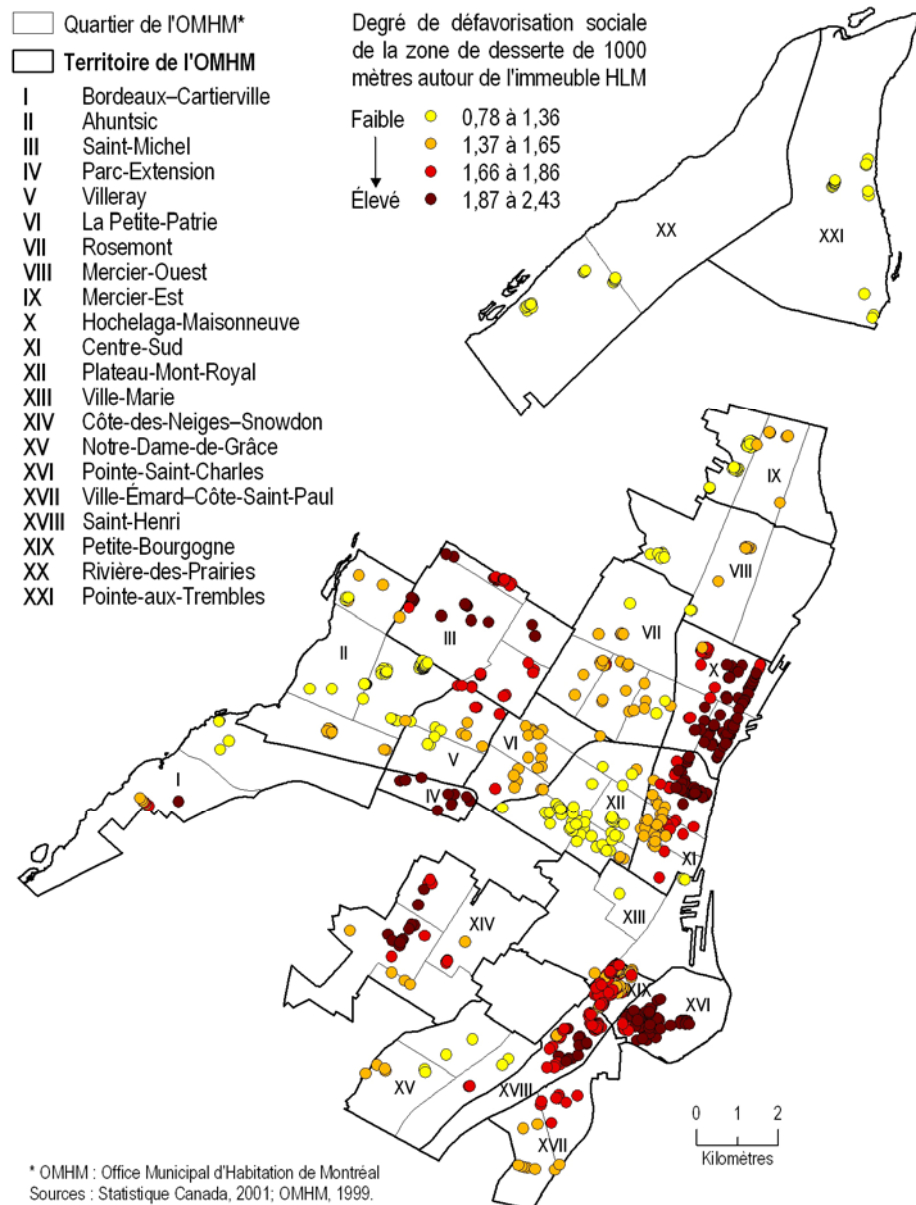 Quartier de l'OMHM*
Territoire de l'OMHM
I Bordeaux–Cartierville
II Ahuntsic
III Saint-Michel
IV Parc-Extension
V Villeray
VI La Petite-Patrie
VII Rosemont
VIII Mercier-Ouest
IX Mercier-Est
X Hochelaga-Maisonneuve
XI Centre-Sud
XII Plateau-Mont-Royal
XIII Ville-Marie
XIV Côte-des-Neiges–Snowdon
XV Notre-Dame-de-Grâce
XVI Pointe-Saint-Charles
XVII Ville-Émard–Côte-Saint-Paul
XVIII Saint-Henri
XIX Petite-Bourgogne
XX Rivière-des-Prairies
XXI Pointe-aux-Trembles
Degré de défavorisation sociale
de la zone de desserte de 1000
mètres autour de l'immeuble HLM
Faible 0,78 à 1,36
1,37 à 1,65
1,66 à 1,86
Élevé 1,87 à 2,43
XX
XXI
IX
VIII
VII
III
II
X
VI
V
I
IV
XII
XI
XIII
XIV
XIX
XVI
XV
XVIII
XVII
0 1 2
Kilomètres
* OMHM : Office Municipal d'Habitation de Montréal
Sources : Statistique Canada, 2001; OMHM, 1999.